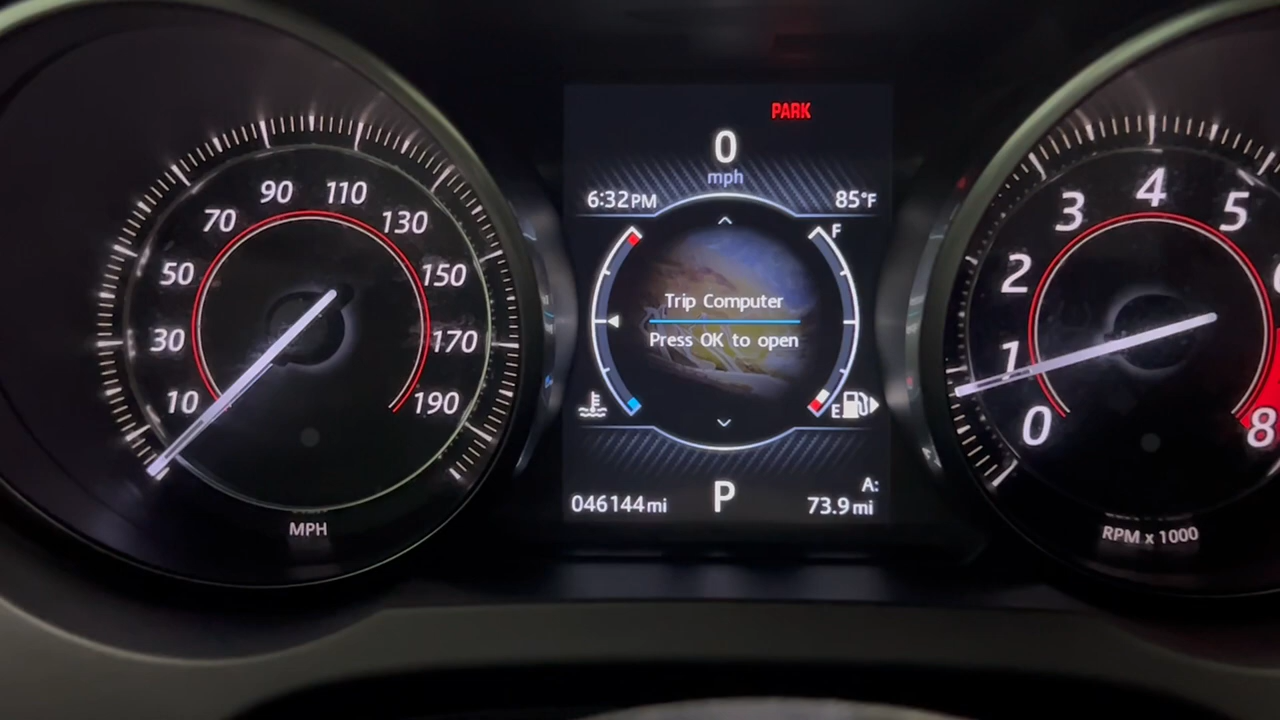 10
30
50
70
90
110
130
150
170
190
MPH
PARK
0
mph
6:32PM 85°F
F
Trip Computer
Press OK to open
E
046144mi P A: 73.9mi
0
1
2
3
4
5
8
RPM x 1000